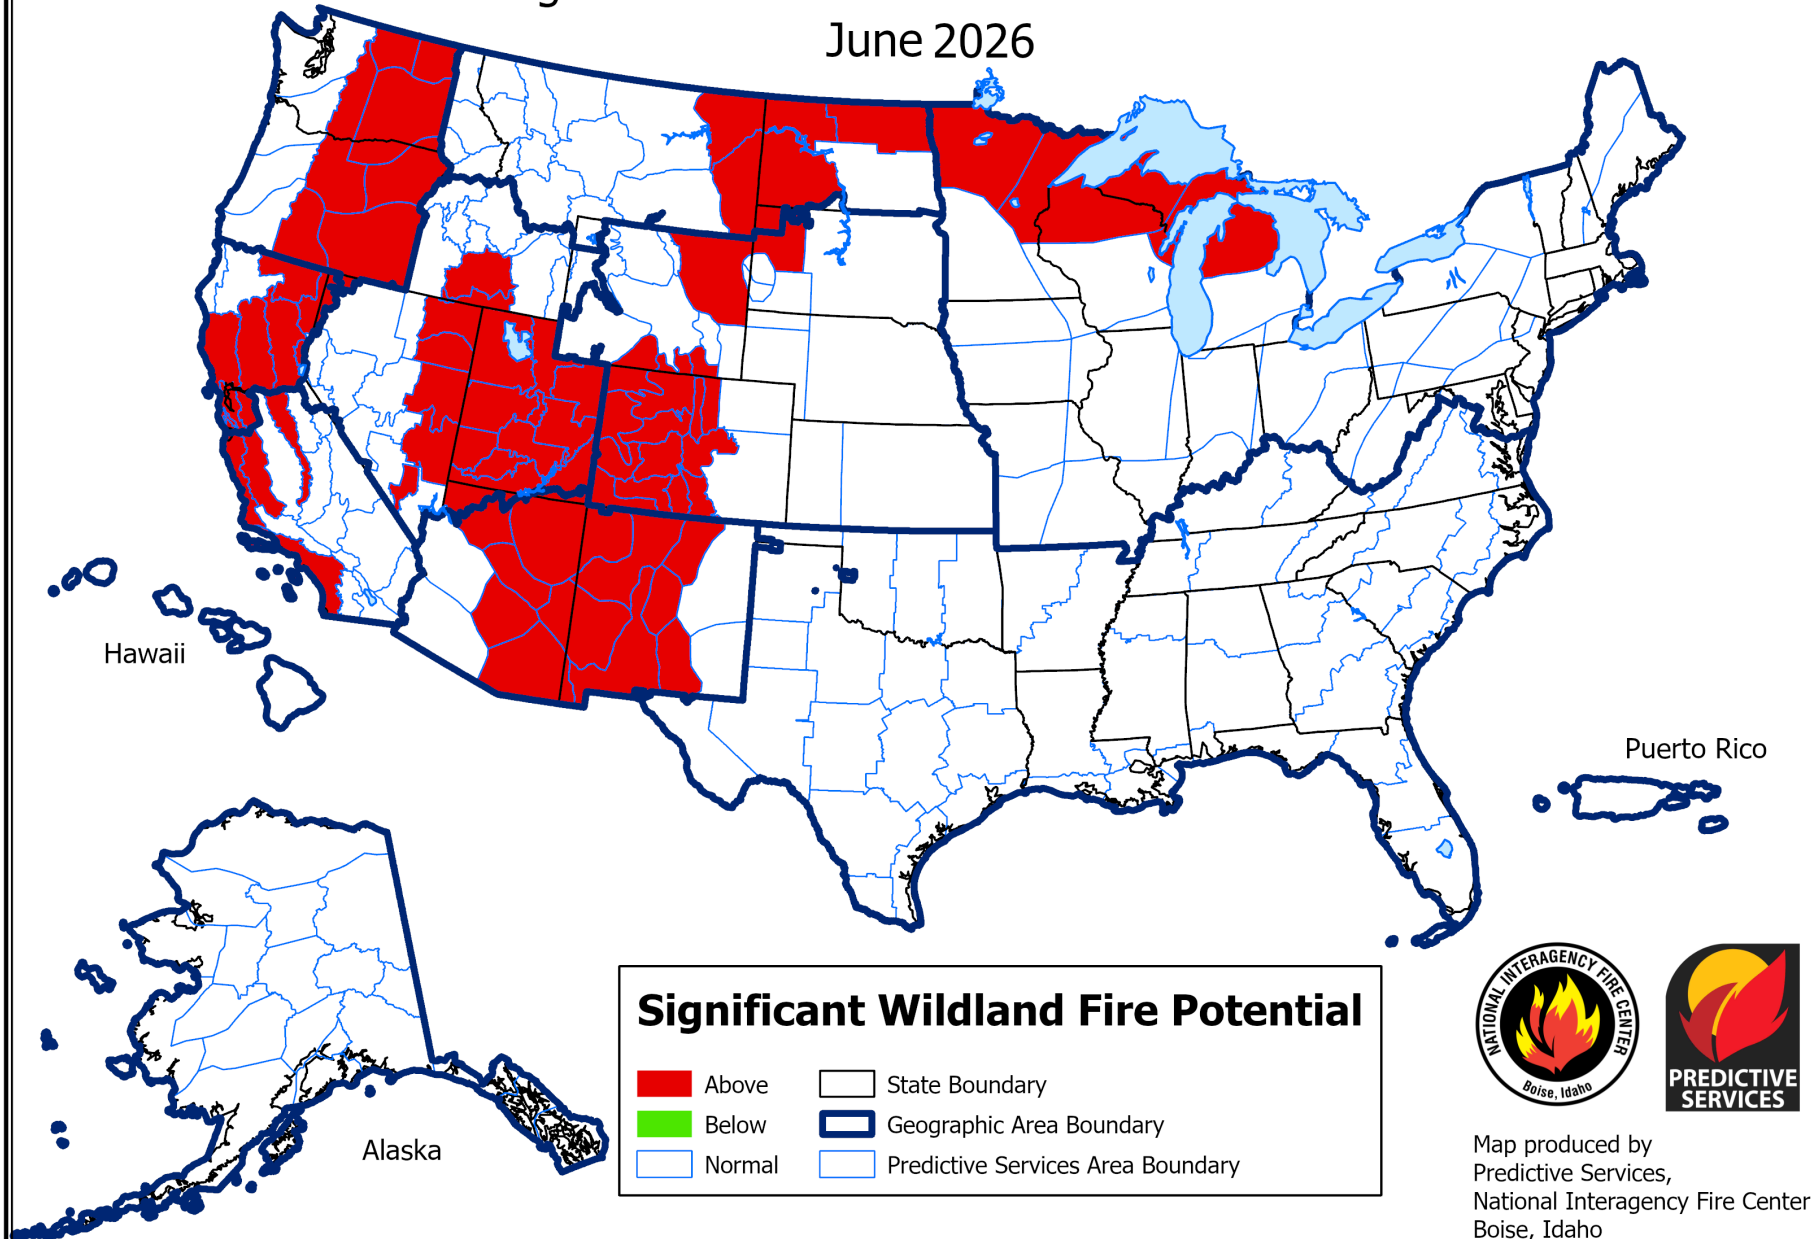 June 2026
Hawaii
Puerto Rico
Alaska
Significant Wildland Fire Potential
Above
Below
Normal
State Boundary
Geographic Area Boundary
Predictive Services Area Boundary
NATIONAL INTERAGENCY FIRE CENTER
Boise, Idaho
PREDICTIVE
SERVICES
Map produced by
Predictive Services,
National Interagency Fire Center
Boise, Idaho